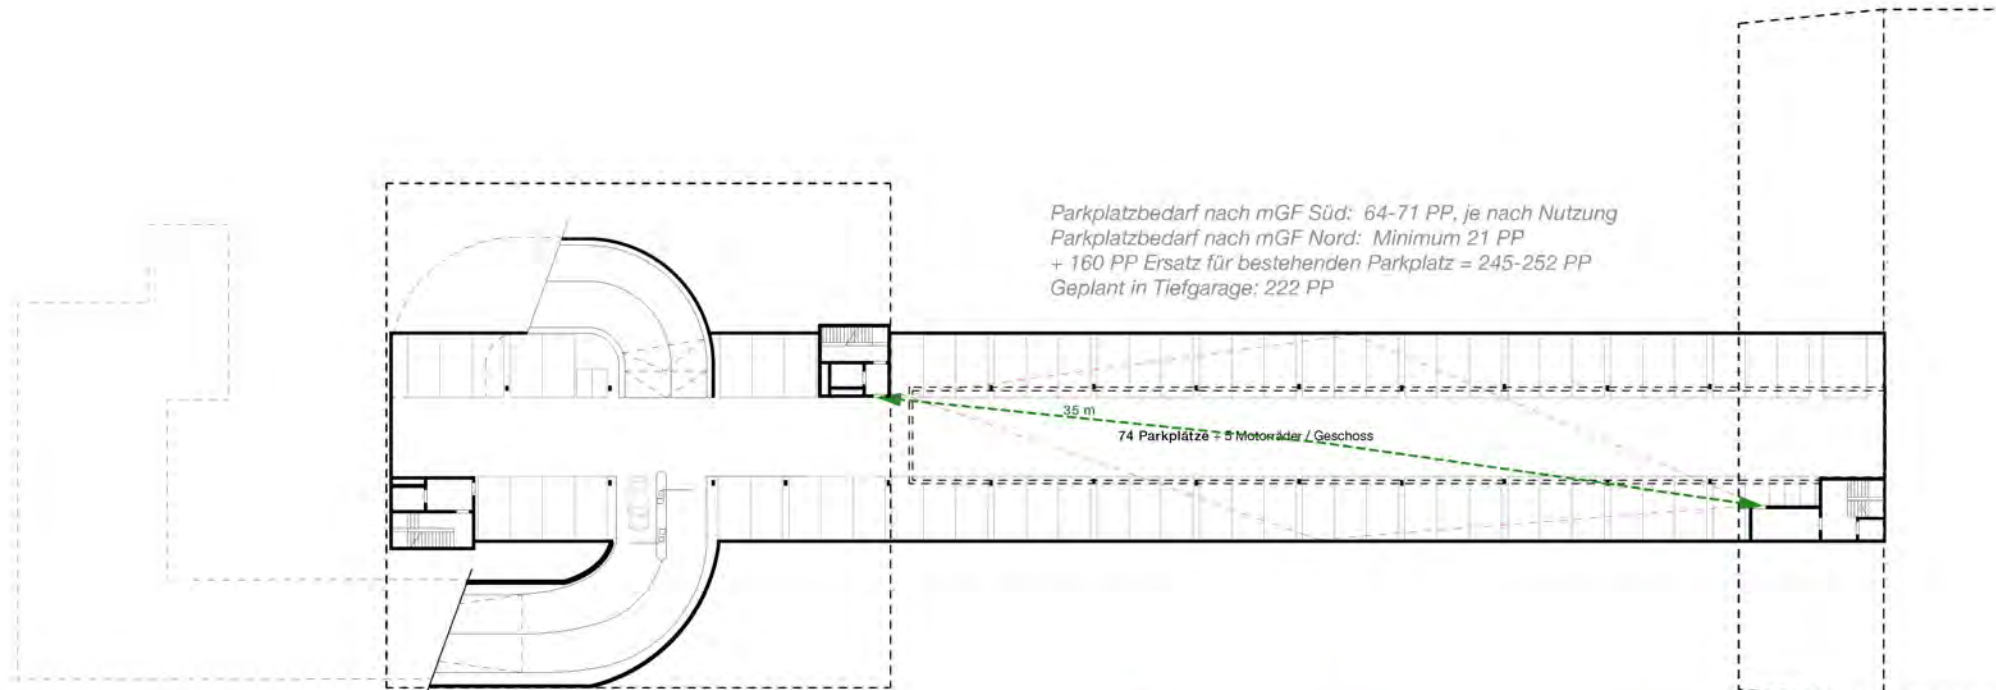 Parkplatzbedarf nach mGF Süd: 64-71 PP, je nach Nutzung
Parkplatzbedarf nach mGF Nord: Minimum 21 PP
+ 160 PP Ersatz für bestehenden Parkplatz = 245-252 PP
Geplant in Tiefgarage: 222 PP
35 m
74 Parkplätze + 5 Motorräder / Geschoss